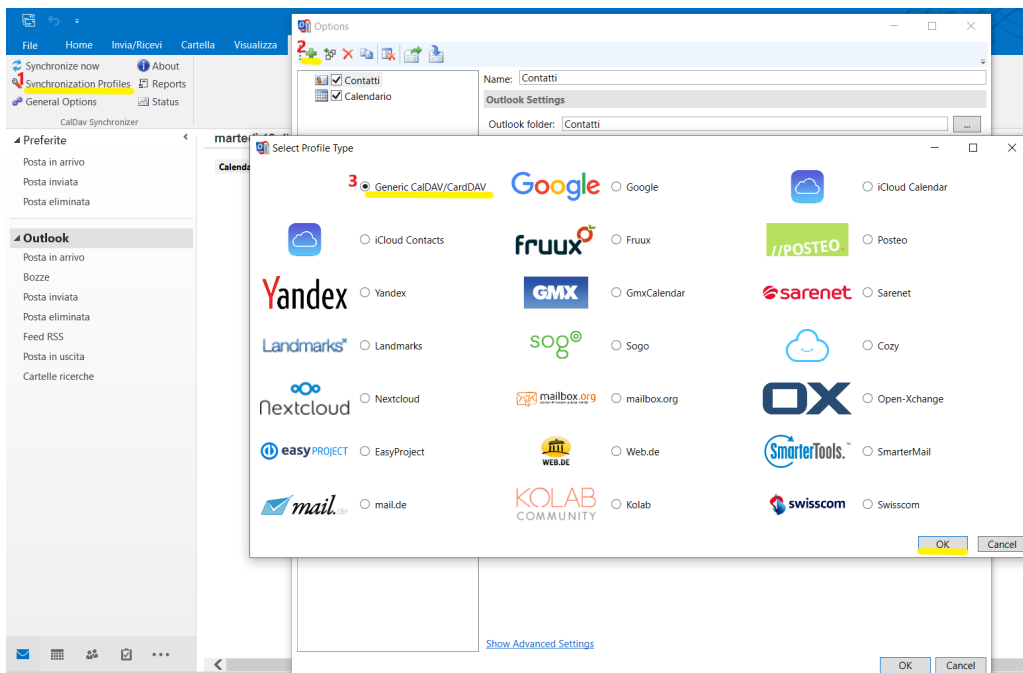 File Home Invia/Ricevi Cartella Visualizza
Synchronize now About
1 Synchronization Profiles Reports
General Options Status
CalDav Synchronizer
Preferite
Posta in arrivo
Posta inviata
Posta eliminata
Outlook
Posta in arrivo
Bozze
Posta inviata
Posta eliminata
Feed RSS
Posta in uscita
Cartelle ricerche
Options
2
Contatti
Calendario
Name: Contatti
Outlook Settings
Outlook folder: Contatti ...
Select Profile Type
3 Generic CalDAV/CardDAV Google Google iCloud Calendar
iCloud Contacts fruux Fruux //POSTEO. Posteo
Yandex Yandex GMX GmxCalendar sarenet Sarenet
Landmarks Landmarks sogo Sogo Cozy
Nextcloud Nextcloud mailbox.org mailbox.org OX Open-Xchange
easy PROJECT EasyProject WEB.DE Web.de SmarterTools. SmarterMail
mail.de mail.de KOLAB COMMUNITY Kolab swisscom Swisscom
OK Cancel
Show Advanced Settings
OK Cancel